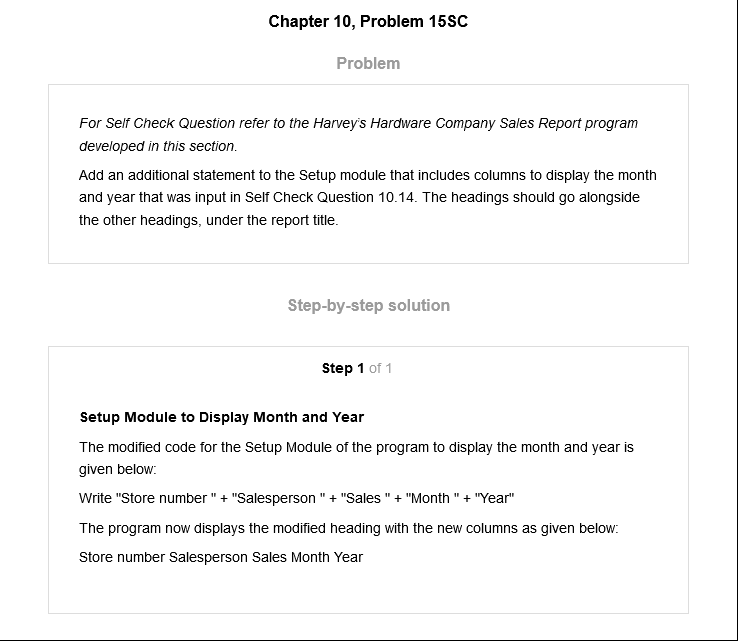 Chapter 10, Problem 15SC
Problem
For Self Check Question refer to the Harvey's Hardware Company Sales Report program
developed in this section.
Add an additional statement to the Setup module that includes columns to display the month
and year that was input in Self Check Question 10.14. The headings should go alongside
the other headings, under the report title.
Step-by-step solution
Step 1 of 1
Setup Module to Display Month and Year
The modified code for the Setup Module of the program to display the month and year is
given below:
Write "Store number " + "Salesperson " + "Sales " + "Month " + "Year"
The program now displays the modified heading with the new columns as given below:
Store number Salesperson Sales Month Year